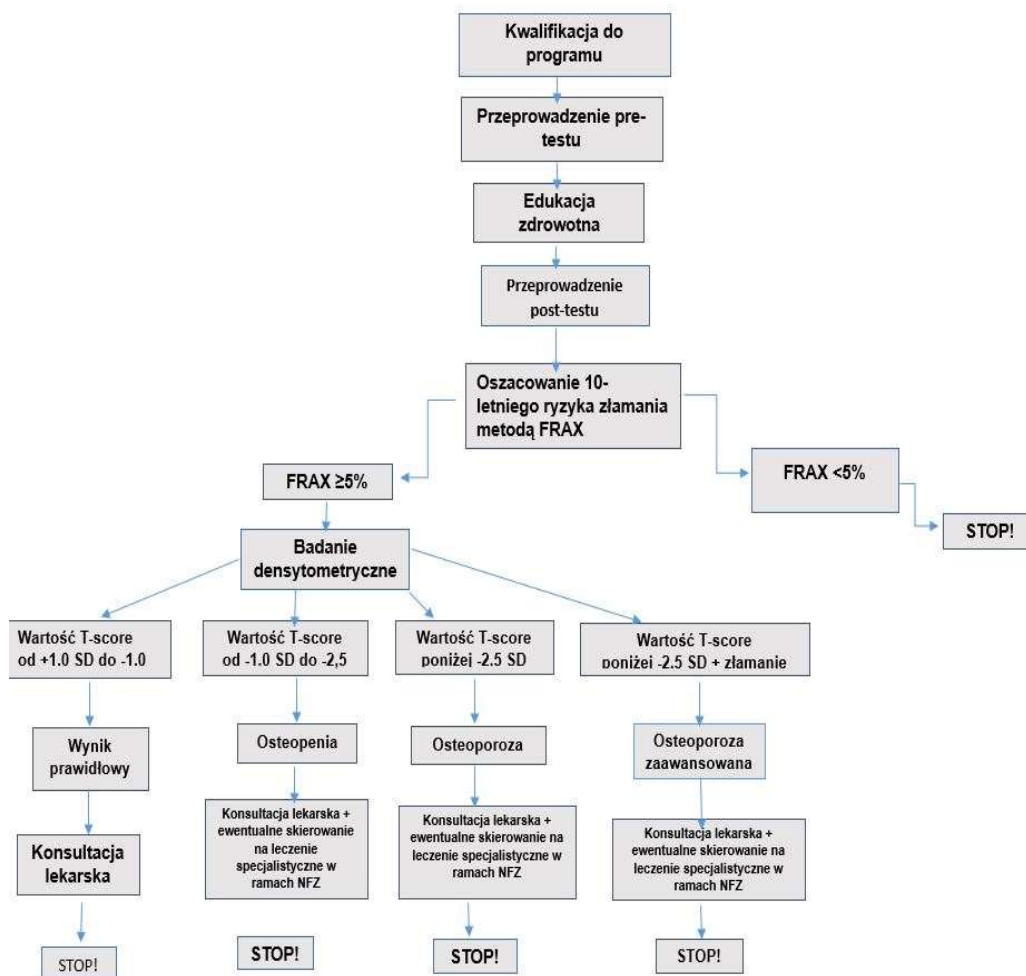 Kwalifikacja do
programu
Przeprowadzenie pre-
testu
Edukacja
zdrowotna
Przeprowadzenie
post-testu
Oszacowanie 10-
letniego ryzyka złamania
metodą FRAX
FRAX ≥5%
FRAX <5%
STOP!
Badanie
densytometryczne
Wartość T-score
od +1.0 SD do -1.0
Wartość T-score
od -1.0 SD do -2,5
Wartość T-score
poniżej -2.5 SD
Wartość T-score
poniżej -2.5 SD + złamanie
Wynik
prawidłowy
Osteopenia
Osteoporoza
Osteoporoza
zaawansowana
Konsultacja
lekarska
Konsultacja lekarska +
ewentualne skierowanie
na leczenie
specjalistyczne w
ramach NFZ
Konsultacja lekarska +
ewentualne skierowanie na
leczenie specjalistyczne w
ramach NFZ
Konsultacja lekarska +
ewentualne skierowanie na
leczenie specjalistyczne w
ramach NFZ
STOP!
STOP!
STOP!
STOP!